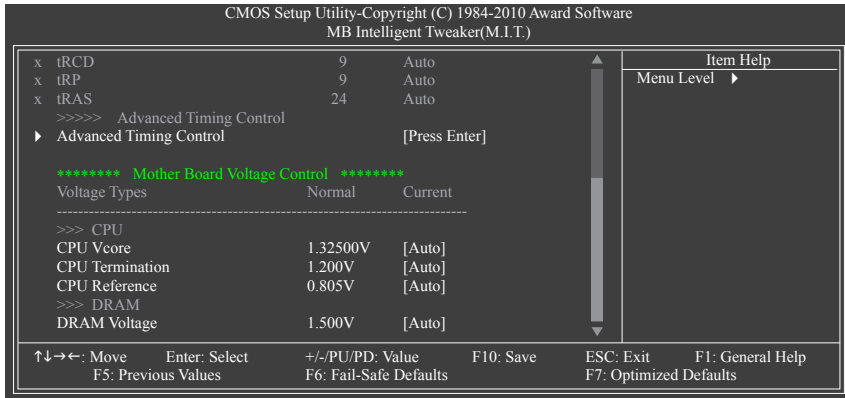 CMOS Setup Utility-Copyright (C) 1984-2010 Award Software
MB Intelligent Tweaker(M.I.T.)
x tRCD 9 Auto
x tRP 9 Auto
x tRAS 24 Auto
>>>>> Advanced Timing Control
Advanced Timing Control [Press Enter]
******** Mother Board Voltage Control ********
Voltage Types Normal Current
------------------------------------------------------------------------------
>>> CPU
CPU Vcore 1.32500V [Auto]
CPU Termination 1.200V [Auto]
CPU Reference 0.805V [Auto]
>>> DRAM
DRAM Voltage 1.500V [Auto]
Item Help
Menu Level
↑↓→←: Move Enter: Select +/-/PU/PD: Value F10: Save ESC: Exit F1: General Help
F5: Previous Values F6: Fail-Safe Defaults F7: Optimized Defaults